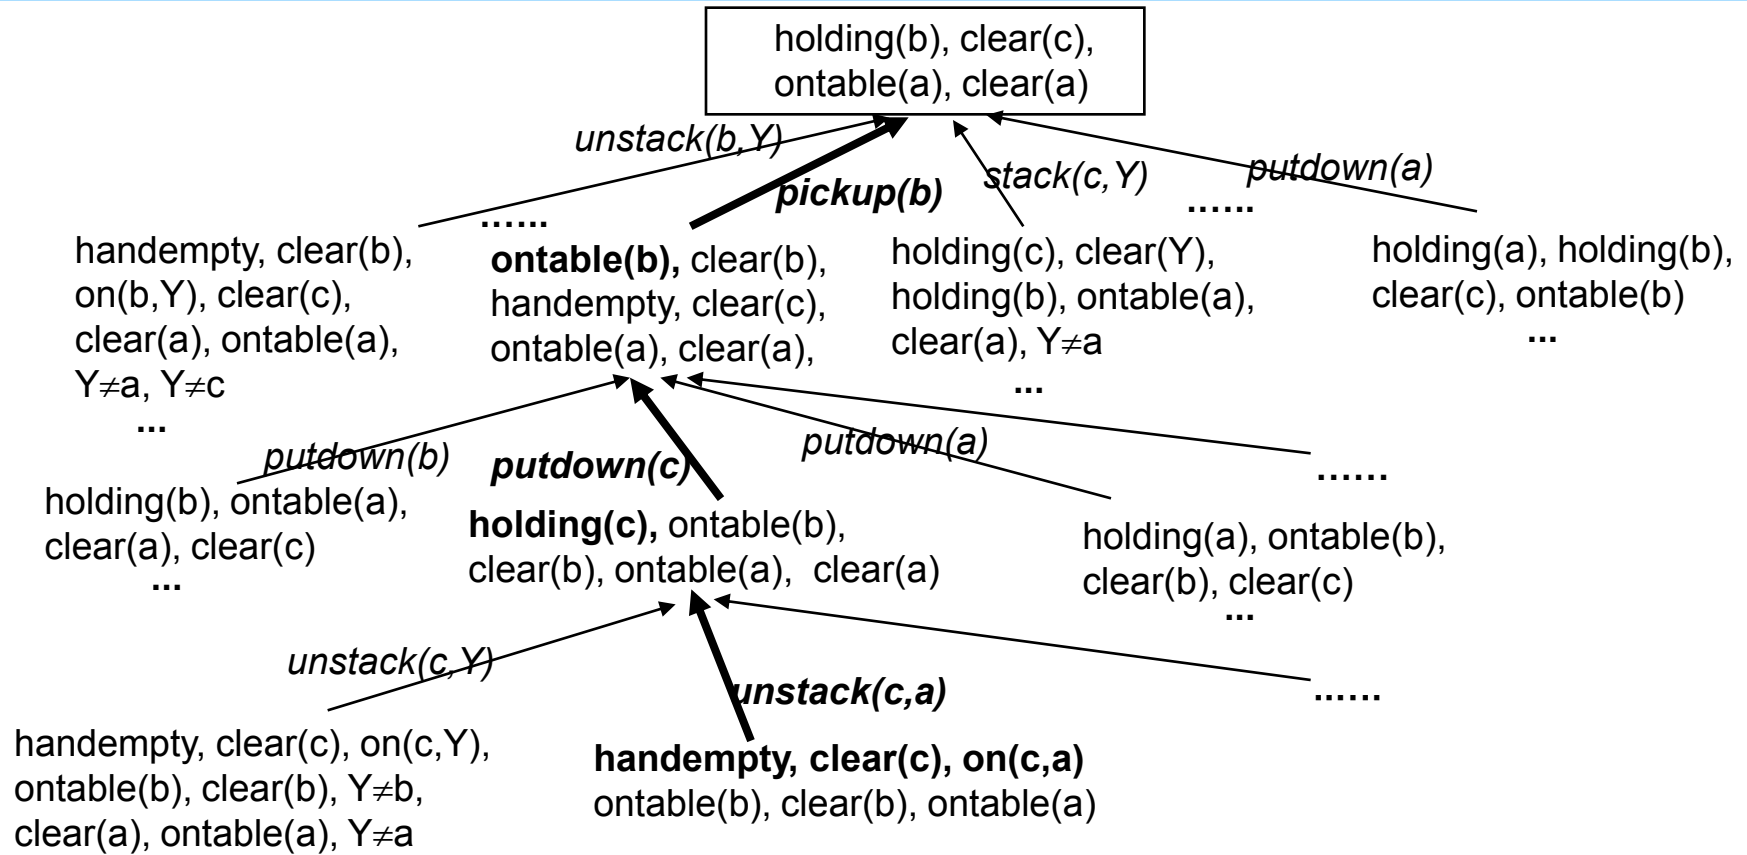 holding(b), clear(c),
ontable(a), clear(a)
unstack(b,Y)
pickup(b)
stack(c,Y)
putdown(a)
......
......
handempty, clear(b),
on(b,Y), clear(c),
clear(a), ontable(a),
Y≠a, Y≠c
...
ontable(b), clear(b),
handempty, clear(c),
ontable(a), clear(a),
holding(c), clear(Y),
holding(b), ontable(a),
clear(a), Y≠a
...
holding(a), holding(b),
clear(c), ontable(b)
...
putdown(b)
putdown(c)
putdown(a)
......
holding(b), ontable(a),
clear(a), clear(c)
...
holding(c), ontable(b),
clear(b), ontable(a), clear(a)
holding(a), ontable(b),
clear(b), clear(c)
...
unstack(c,Y)
unstack(c,a)
......
handempty, clear(c), on(c,Y),
ontable(b), clear(b), Y≠b,
clear(a), ontable(a), Y≠a
handempty, clear(c), on(c,a)
ontable(b), clear(b), ontable(a)